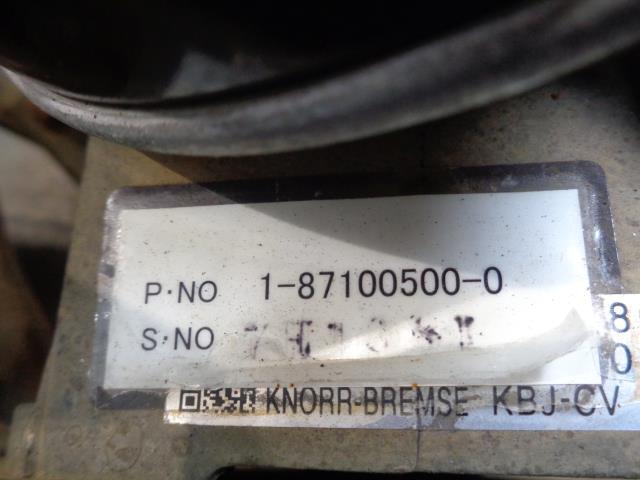 P·NO 1-87100500-0
S·NO
8
0
KNORR-BREMSE KBJ-CV